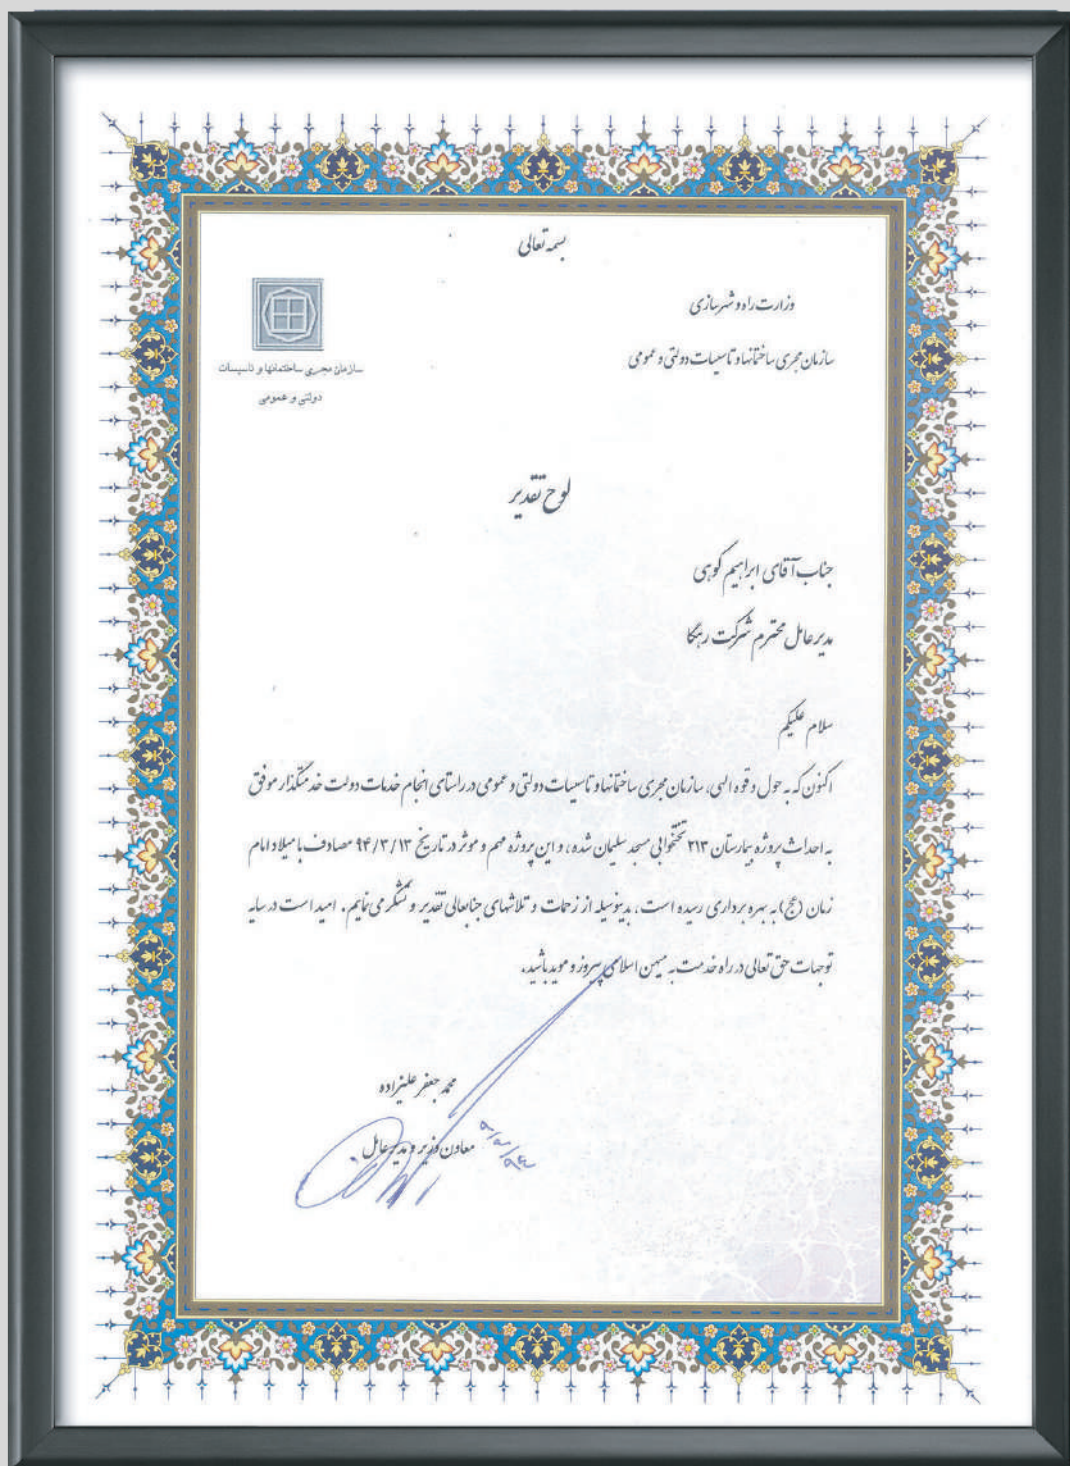 بسمه تعالی
وزارت راه و شهرسازی
سازمان مجری ساختمانها و تاسیسات دولتی و عمومی
سازمان مجری ساختمانها و تاسیسات
دولتی و عمومی
لوح تقدیر
جناب آقای ابراهیم کوهی
مدیرعامل محترم شرکت رهگا
سلام علیکم
اکنون که به حول و قوه الهی، سازمان مجری ساختمانها و تاسیسات دولتی و عمومی در راستای انجام خدمات دولت خدمتگذار موفق
به احداث پروژه بیمارستان ۲۱۳ تختخوابی مسجد سلیمان شده، و این پروژه مهم و موثر در تاریخ ۹۴/۳/۱۳ مصادف با میلاد امام
زمان (عج) به بهره برداری رسیده است، بدینوسیله از زحمات و تلاشهای جنابعالی تقدیر و تشکر می نمایم. امید است در سایه
توجهات حق تعالی در راه خدمت به میهن اسلامی پیروز و موید باشید.
محمد جعفر علیزاده
معاون وزیر و مدیرعامل